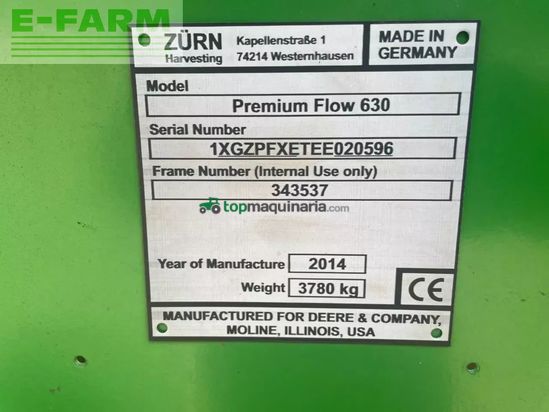 E-FARM
ZÜRN
Harvesting
Kapellenstraße 1
74214 Westernhausen
MADE IN
GERMANY
Model
Premium Flow 630
Serial Number
1XGZPFXETEE020596
Frame Number (Internal Use only)
343537
topmaquinaria.com
Year of Manufacture 2014
Weight 3780 kg
CE
MANUFACTURED FOR DEERE & COMPANY,
MOLINE, ILLINOIS, USA